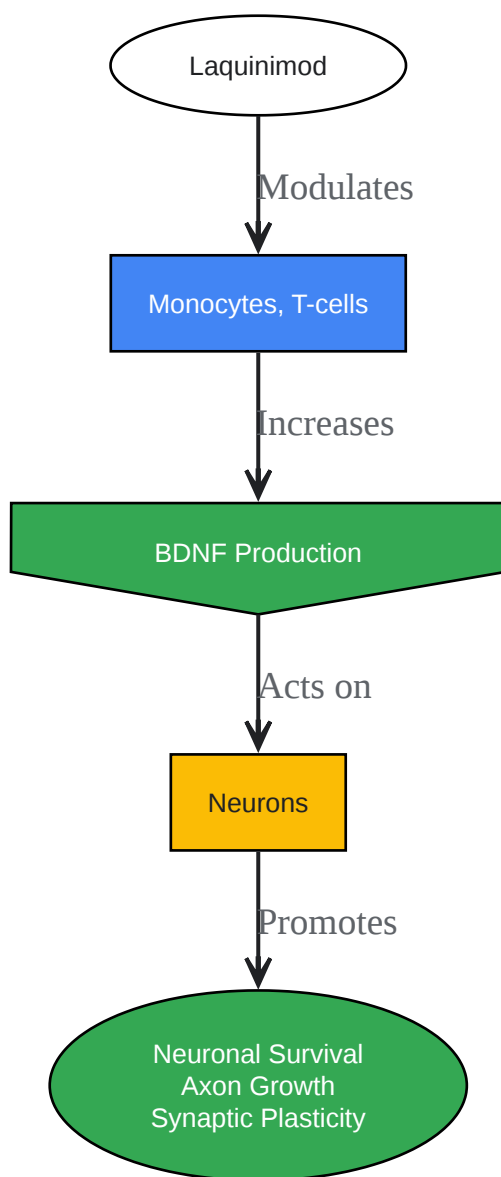 Laquinimod
Modulates
Monocytes, T-cells
Increases
BDNF Production
Acts on
Neurons
Promotes
Neuronal Survival
Axon Growth
Synaptic Plasticity